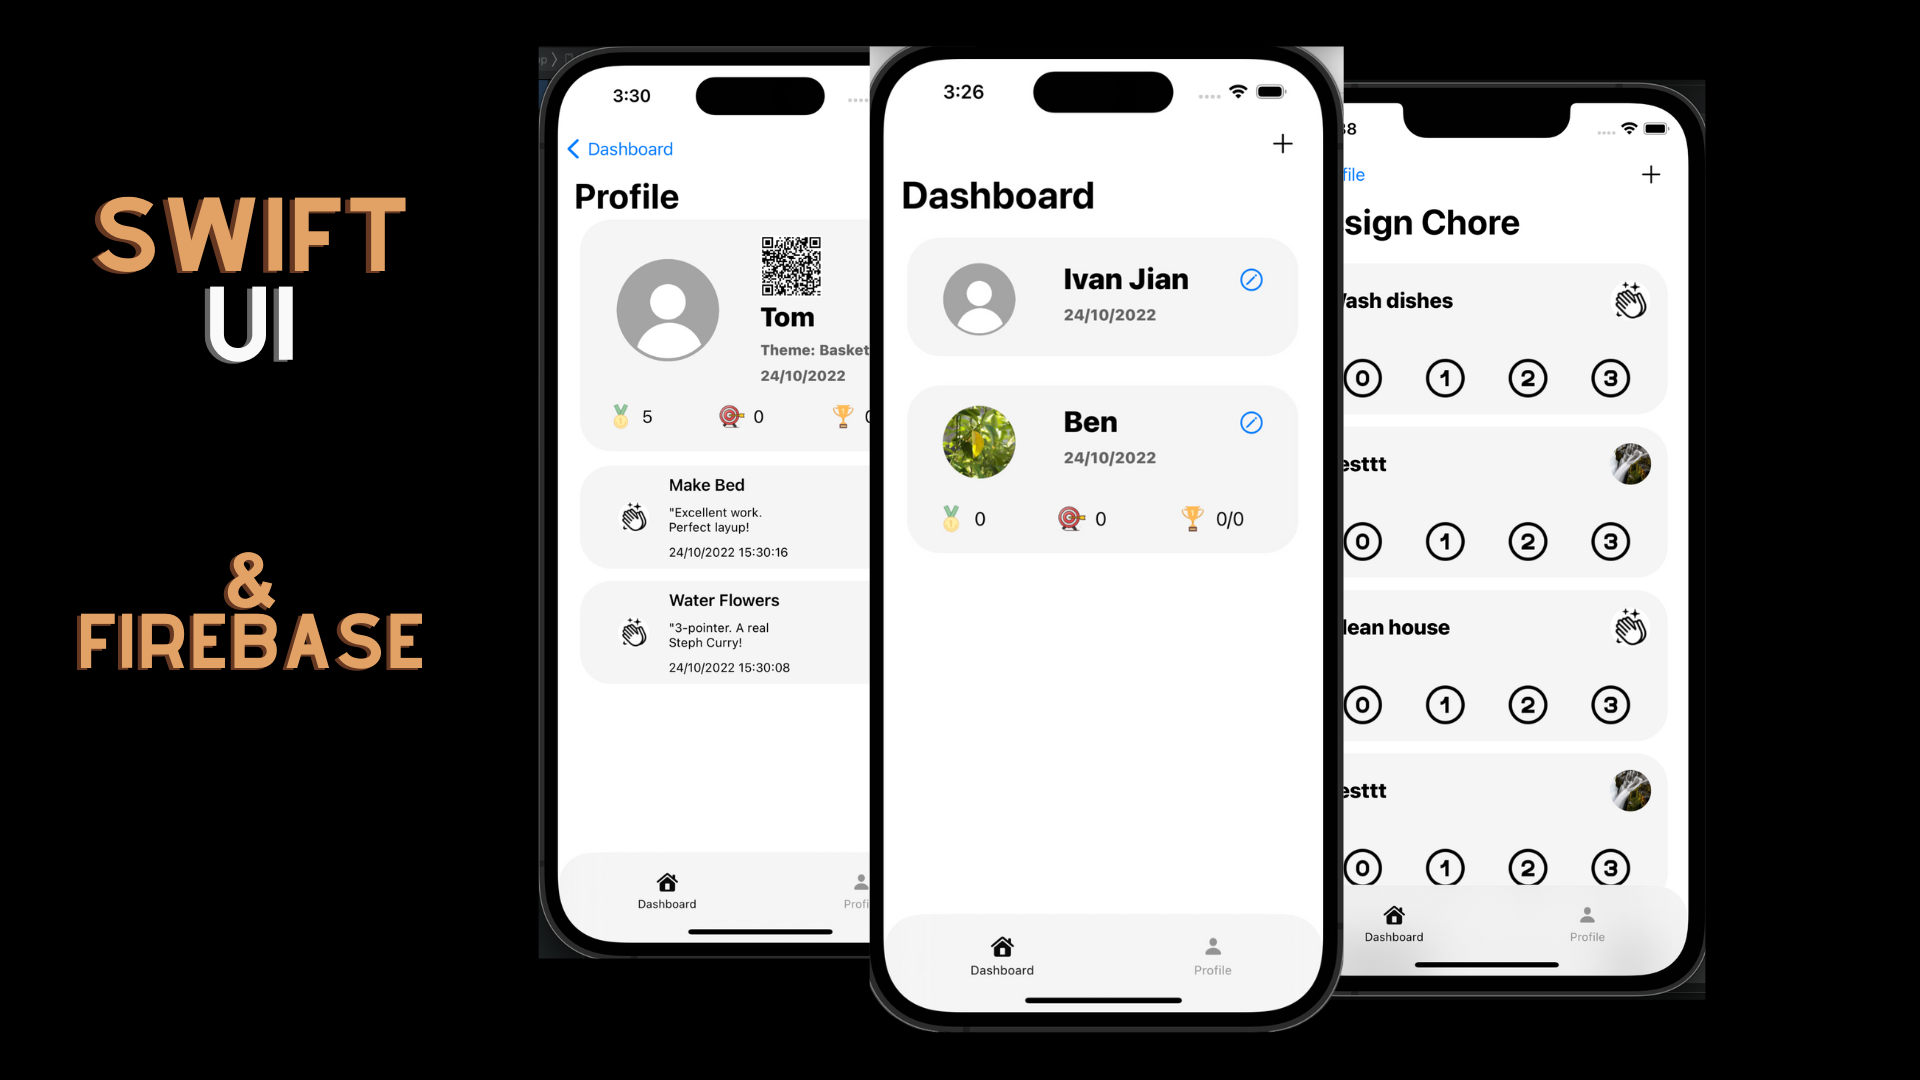 SWIFT
UI
&
FIREBASE
3:30
Dashboard
Profile
Tom
Theme: Basket
24/10/2022
5
0
Make Bed
"Excellent work.
Perfect layup!
24/10/2022 15:30:16
Water Flowers
"3-pointer. A real
Steph Curry!
24/10/2022 15:30:08
Dashboard
Profi
3:26
Dashboard
Ivan Jian
24/10/2022
Ben
24/10/2022
0
0
0/0
Dashboard
Profile
38
file
sign Chore
Wash dishes
esttt
lean house
esttt
0 1 2 3
0 1 2 3
0 1 2 3
0 1 2 3
Dashboard
Profile